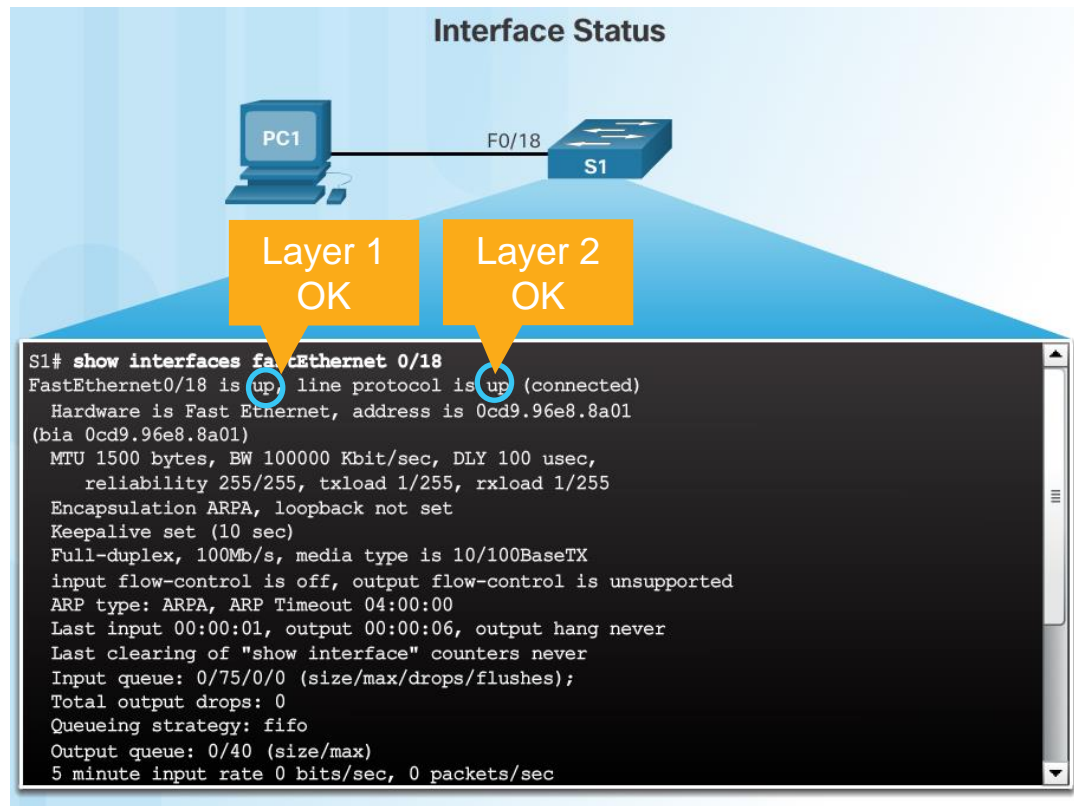 Interface Status
PC1
F0/18
S1
Layer 1
OK
Layer 2
OK
S1# show interfaces fastEthernet 0/18
FastEthernet0/18 is up, line protocol is up (connected)
Hardware is Fast Ethernet, address is 0cd9.96e8.8a01
(bia 0cd9.96e8.8a01)
MTU 1500 bytes, BW 100000 Kbit/sec, DLY 100 usec,
reliability 255/255, txload 1/255, rxload 1/255
Encapsulation ARPA, loopback not set
Keepalive set (10 sec)
Full-duplex, 100Mb/s, media type is 10/100BaseTX
input flow-control is off, output flow-control is unsupported
ARP type: ARPA, ARP Timeout 04:00:00
Last input 00:00:01, output 00:00:06, output hang never
Last clearing of "show interface" counters never
Input queue: 0/75/0/0 (size/max/drops/flushes);
Total output drops: 0
Queueing strategy: fifo
Output queue: 0/40 (size/max)
5 minute input rate 0 bits/sec, 0 packets/sec